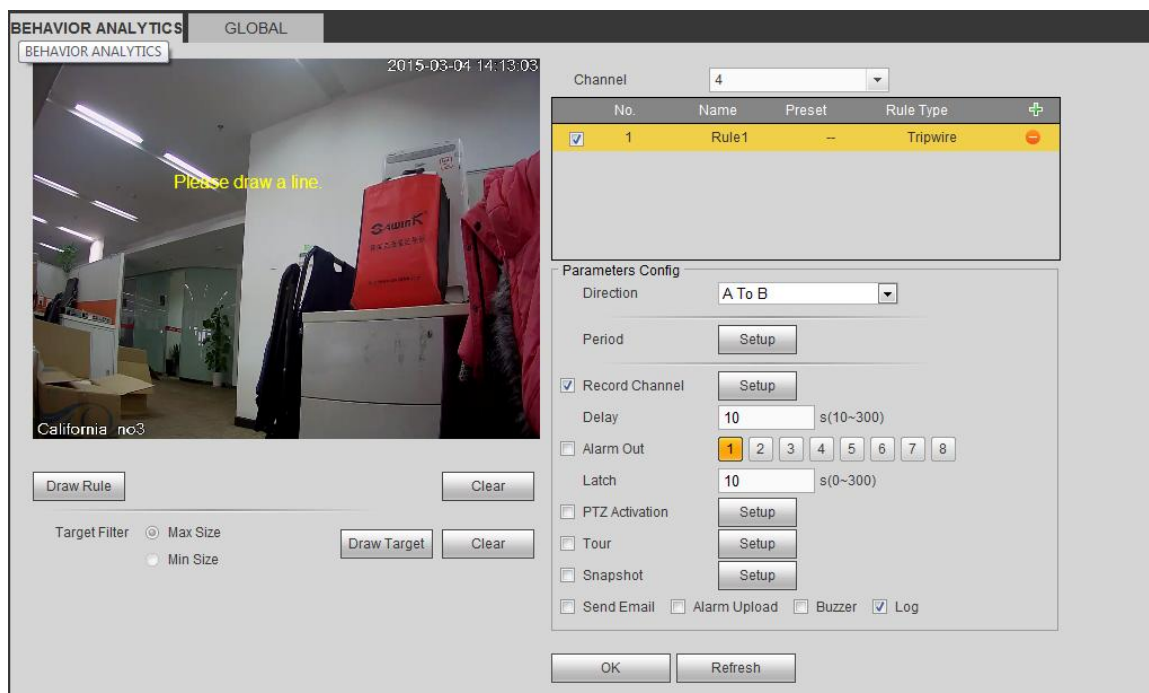 BEHAVIOR ANALYTICS
GLOBAL
BEHAVIOR ANALYTICS
2015-03-04 14:13:03
Please draw a line.
California no3
Draw Rule
Clear
Target Filter
Max Size
Min Size
Draw Target
Clear
Channel
4
No. Name Preset Rule Type
1 Rule1 -- Tripwire
Parameters Config
Direction
A To B
Period
Setup
Record Channel
Setup
Delay
10
s(10~300)
Alarm Out
1 2 3 4 5 6 7 8
Latch
10
s(0~300)
PTZ Activation
Setup
Tour
Setup
Snapshot
Setup
Send Email Alarm Upload Buzzer Log
OK
Refresh